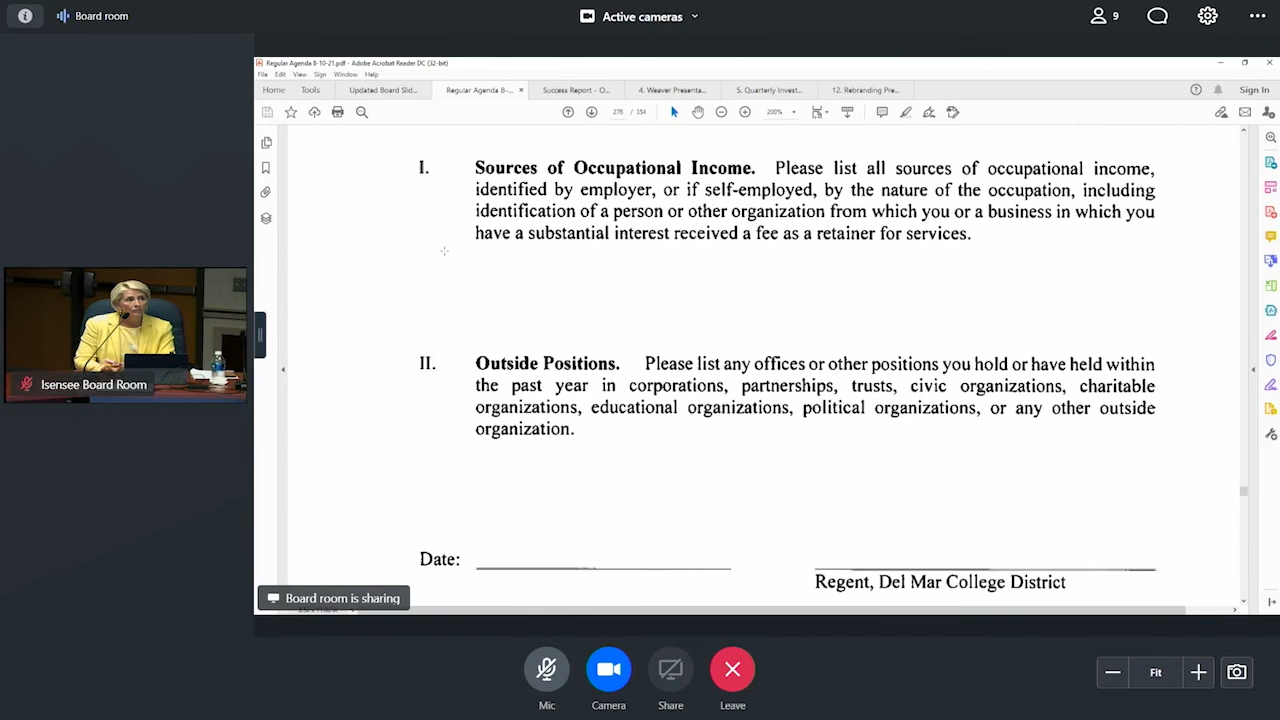 Board room
Active cameras
9
Regular Agenda 8-10-21.pdf - Adobe Acrobat Reader DC (32-bit)
File Edit View Sign Window Help
Home Tools Updated Board Slid... Regular Agenda 8-... × Success Report - O... 4. Weaver Presenta... 5. Quarterly Invest... 12. Rebranding Pre... Sign In
276 / 354 200%
I. Sources of Occupational Income. Please list all sources of occupational income,
identified by employer, or if self-employed, by the nature of the occupation, including
identification of a person or other organization from which you or a business in which you
have a substantial interest received a fee as a retainer for services.
II. Outside Positions. Please list any offices or other positions you hold or have held within
the past year in corporations, partnerships, trusts, civic organizations, charitable
organizations, educational organizations, political organizations, or any other outside
organization.
Isensee Board Room
Date:
Regent, Del Mar College District
Board room is sharing
Fit
Mic Camera Share Leave